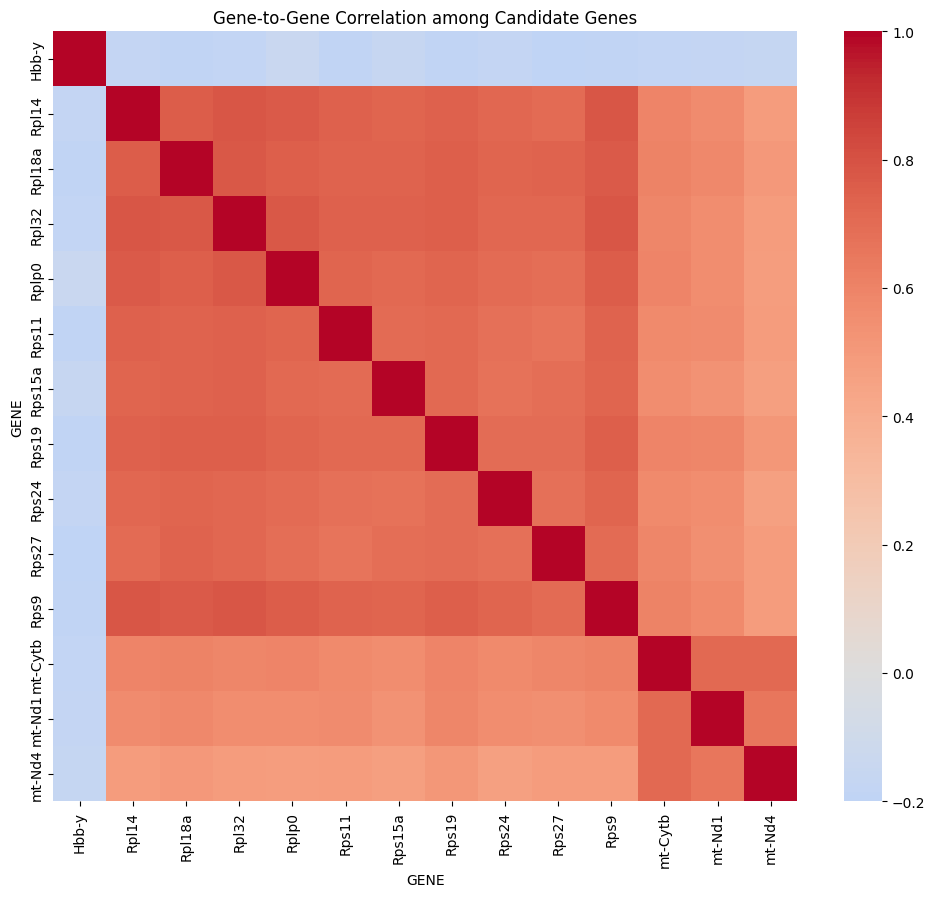 Gene-to-Gene Correlation among Candidate Genes
GENE
Hbb-y
Rpl14
Rpl18a
Rpl32
Rplp0
Rps11
Rps15a
Rps19
Rps24
Rps27
Rps9
mt-Cytb
mt-Nd1
mt-Nd4
Hbb-y
Rpl14
Rpl18a
Rpl32
Rplp0
Rps11
Rps15a
Rps19
Rps24
Rps27
Rps9
mt-Cytb
mt-Nd1
mt-Nd4
GENE
1.0
0.8
0.6
0.4
0.2
0.0
−0.2